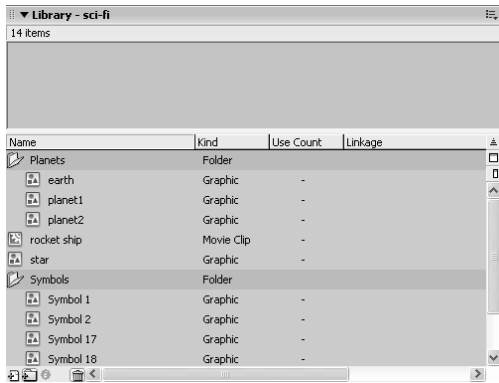 Library - sci-fi
14 items
Name Kind Use Count Linkage
Planets Folder
earth Graphic -
planet1 Graphic -
planet2 Graphic -
rocket ship Movie Clip -
star Graphic -
Symbols Folder
Symbol 1 Graphic -
Symbol 2 Graphic -
Symbol 17 Graphic -
Symbol 18 Graphic -